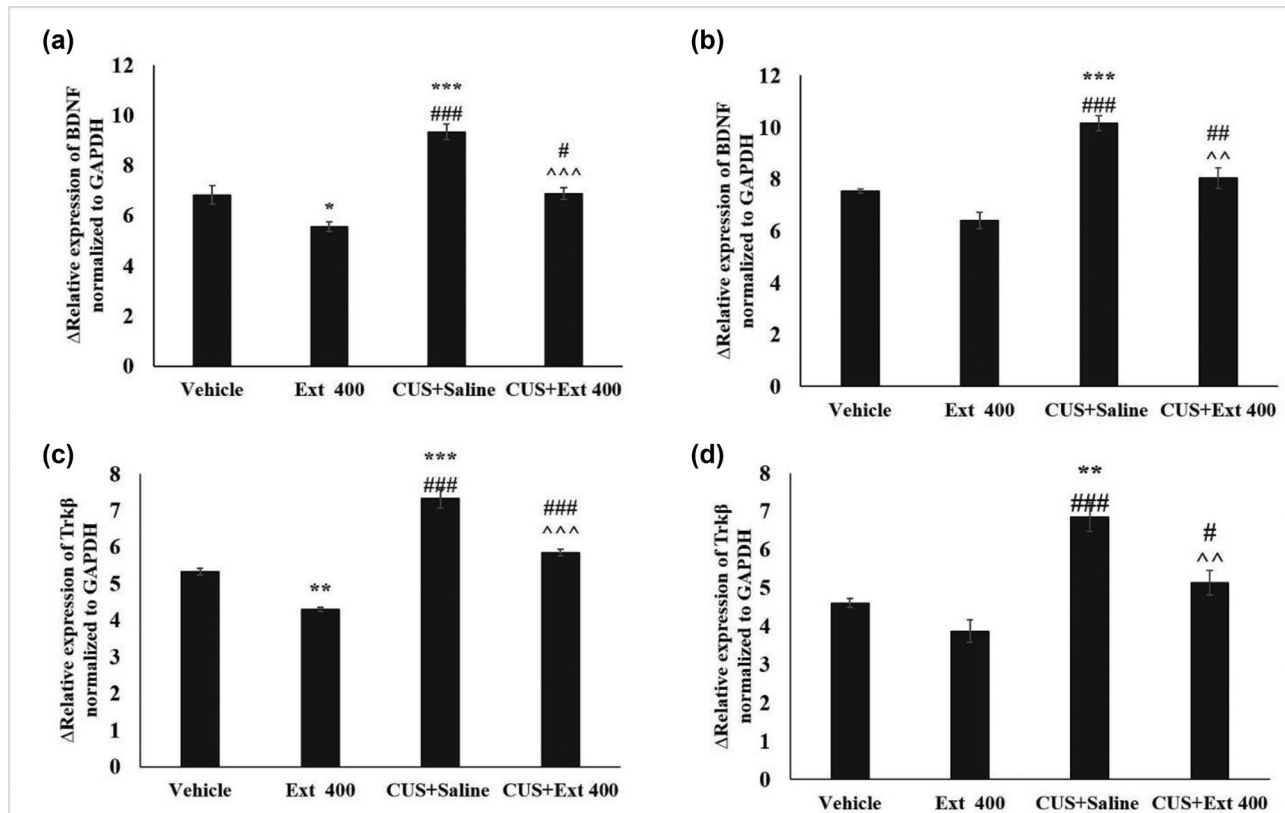 (a)
ΔRelative expression of BDNF
normalized to GAPDH
12
10
8
6
4
2
0
*
***
###
#
^^^
Vehicle
Ext 400
CUS+Saline
CUS+Ext 400
(b)
ΔRelative expression of BDNF
normalized to GAPDH
12
10
8
6
4
2
0
***
###
##
^^
Vehicle
Ext 400
CUS+Saline
CUS+Ext 400
(c)
ΔRelative expression of Trkβ
normalized to GAPDH
8
7
6
5
4
3
2
1
0
**
***
###
###
^^^
Vehicle
Ext 400
CUS+Saline
CUS+Ext 400
(d)
ΔRelative expression of Trkβ
normalized to GAPDH
8
7
6
5
4
3
2
1
0
**
###
#
^^
Vehicle
Ext 400
CUS+Saline
CUS+Ext 400